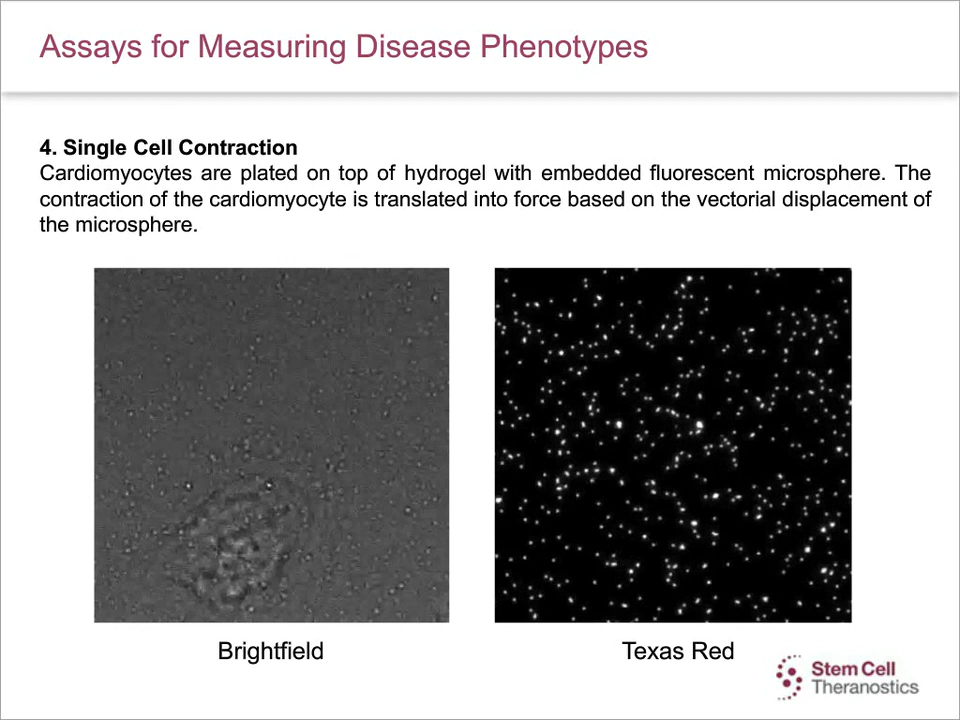 Assays for Measuring Disease Phenotypes
4. Single Cell Contraction
Cardiomyocytes are plated on top of hydrogel with embedded fluorescent microsphere. The
contraction of the cardiomyocyte is translated into force based on the vectorial displacement of
the microsphere.
Brightfield
Texas Red
Stem Cell
Theranostics